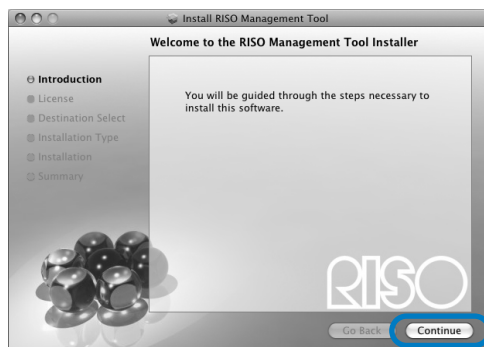 Install RISO Management Tool
Welcome to the RISO Management Tool Installer
Introduction
License
Destination Select
Installation Type
Installation
Summary
You will be guided through the steps necessary to
install this software.
RISO
Go Back
Continue